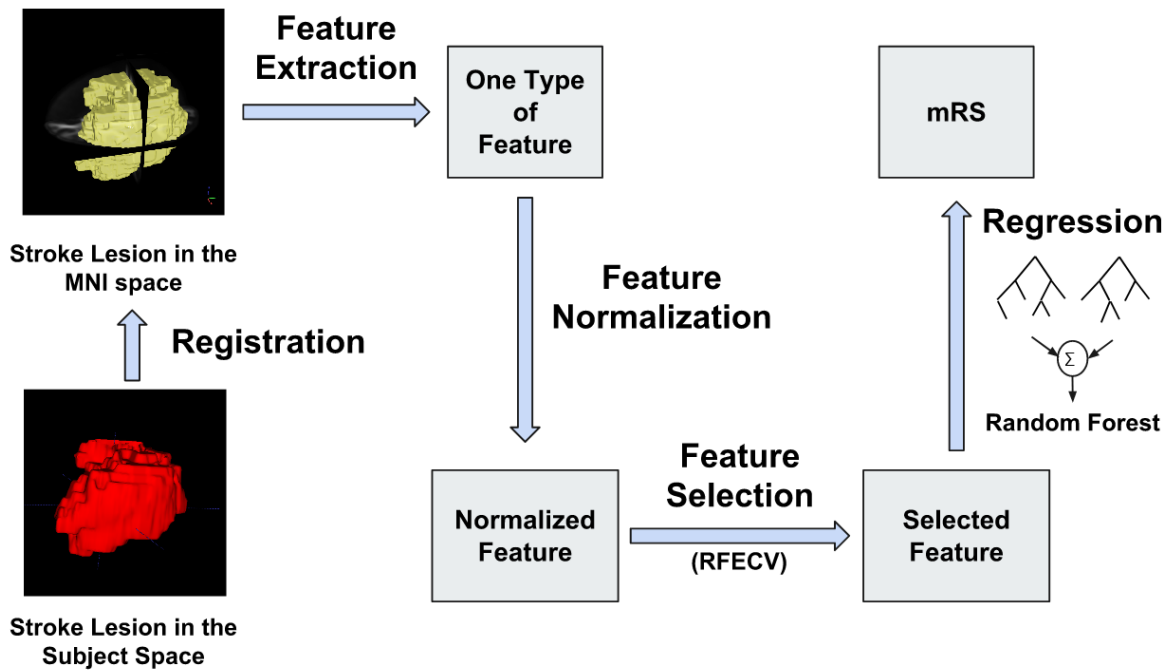 Feature
Extraction
One Type
of
Feature
mRS
Stroke Lesion in the
MNI space
Registration
Feature
Normalization
Regression
Σ
Random Forest
Stroke Lesion in the
Subject Space
Normalized
Feature
Feature
Selection
(RFECV)
Selected
Feature